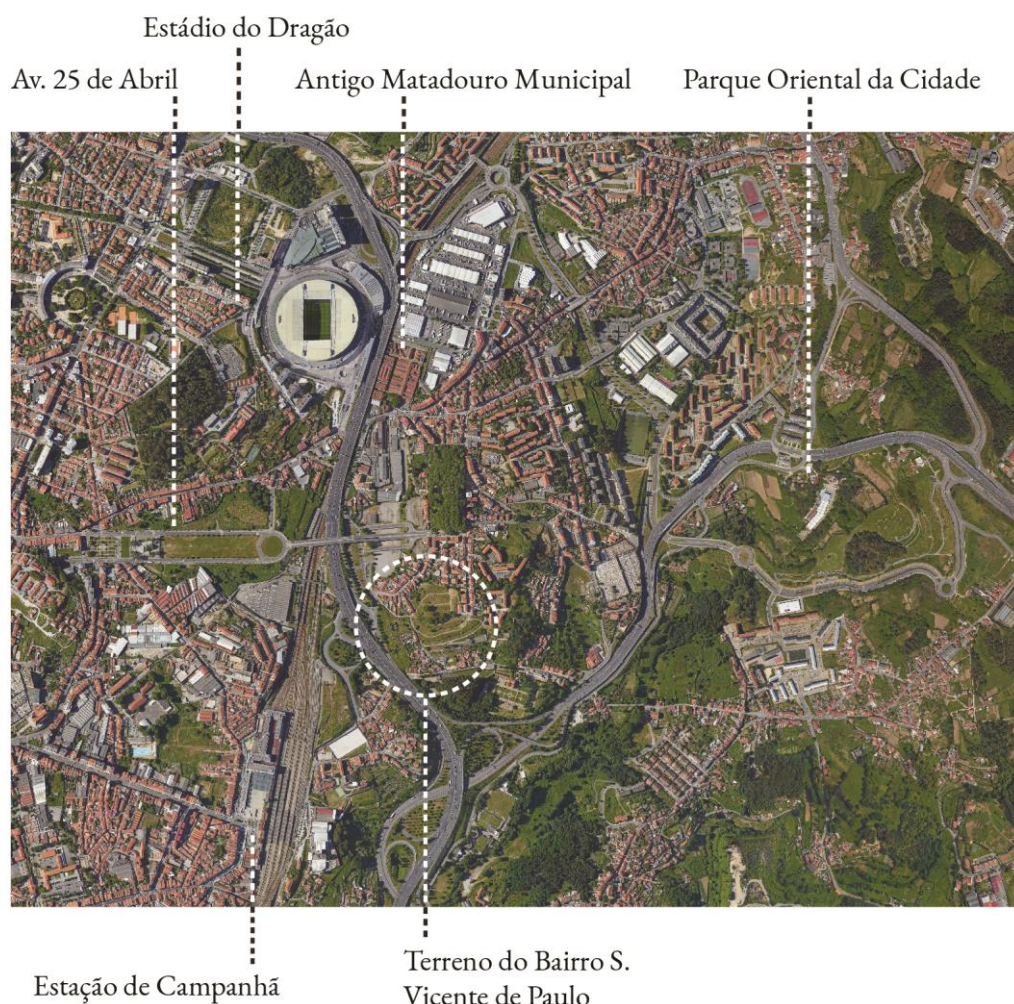 Estádio do Dragão
Av. 25 de Abril
Antigo Matadouro Municipal
Parque Oriental da Cidade
Estação de Campanhã
Terreno do Bairro S.
Vicente de Paulo